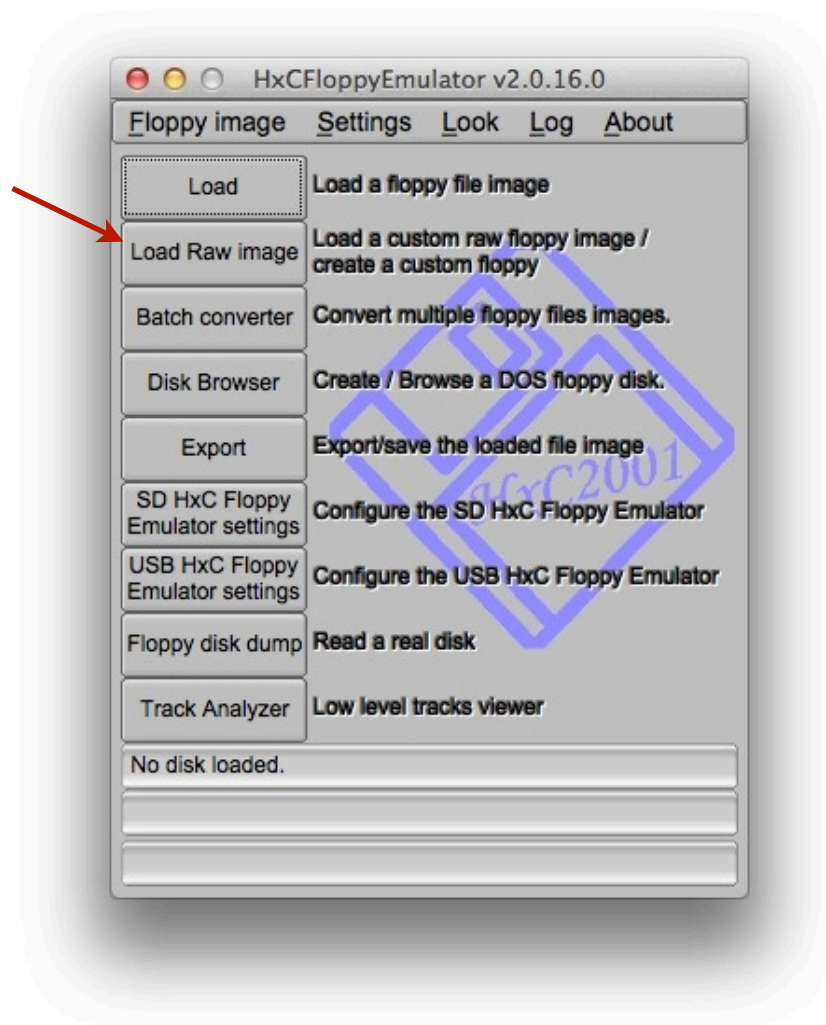 HxCFloppyEmulator v2.0.16.0
Floppy image Settings Look Log About
Load
Load a floppy file image
Load Raw image
Load a custom raw floppy image /
create a custom floppy
Batch converter
Convert multiple floppy files images.
Disk Browser
Create / Browse a DOS floppy disk.
Export
Export/save the loaded file image
SD HxC Floppy
Emulator settings
Configure the SD HxC Floppy Emulator
USB HxC Floppy
Emulator settings
Configure the USB HxC Floppy Emulator
Floppy disk dump
Read a real disk
Track Analyzer
Low level tracks viewer
HxC2001
No disk loaded.